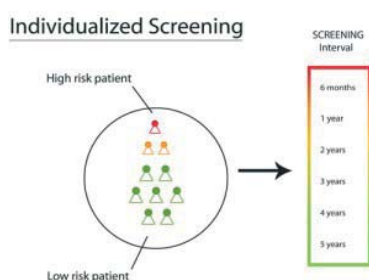 Individualized Screening
SCREENING
Interval
High risk patient
6 months
1 year
2 years
3 years
4 years
5 years
Low risk patient